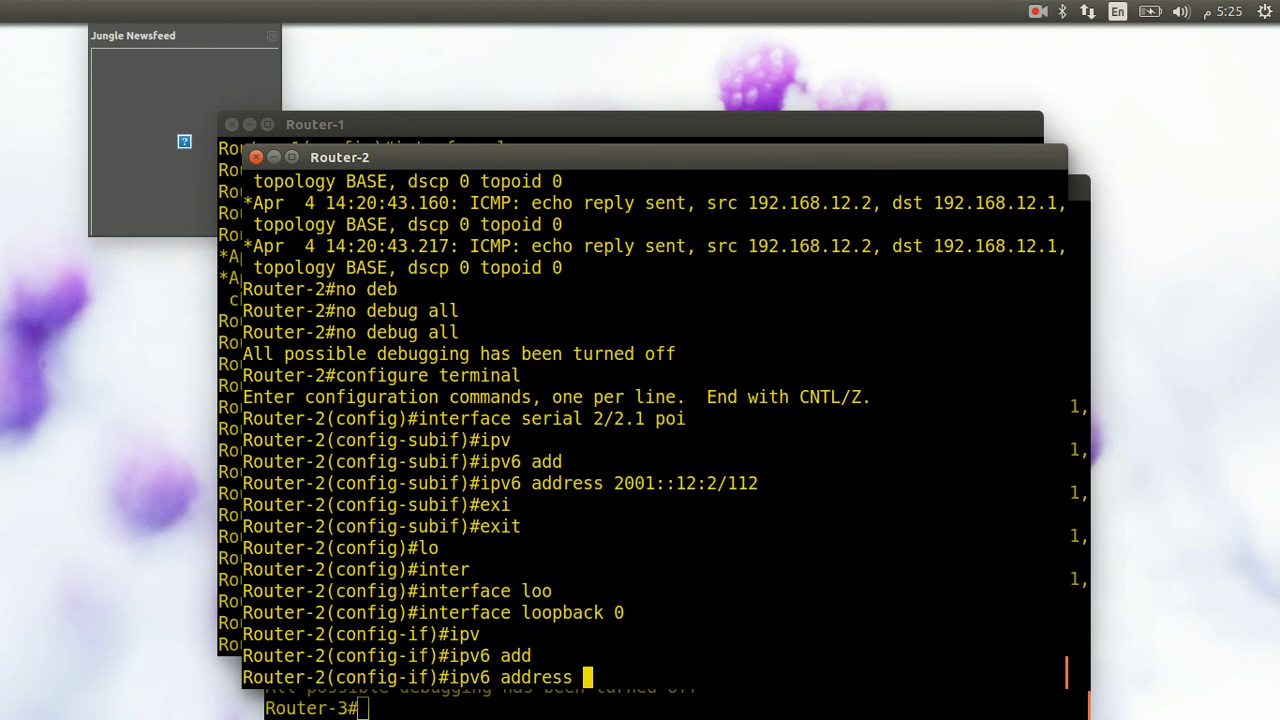 En
5:25 م
Jungle Newsfeed
?
Router-1
Router-2
topology BASE, dscp 0 topoid 0
*Apr  4 14:20:43.160: ICMP: echo reply sent, src 192.168.12.2, dst 192.168.12.1,
topology BASE, dscp 0 topoid 0
*Apr  4 14:20:43.217: ICMP: echo reply sent, src 192.168.12.2, dst 192.168.12.1,
topology BASE, dscp 0 topoid 0
Router-2#no deb
Router-2#no debug all
Router-2#no debug all
All possible debugging has been turned off
Router-2#configure terminal
Enter configuration commands, one per line.  End with CNTL/Z.
Router-2(config)#interface serial 2/2.1 poi
Router-2(config-subif)#ipv
Router-2(config-subif)#ipv6 add
Router-2(config-subif)#ipv6 address 2001::12:2/112
Router-2(config-subif)#exi
Router-2(config-subif)#exit
Router-2(config)#lo
Router-2(config)#inter
Router-2(config)#interface loo
Router-2(config)#interface loopback 0
Router-2(config-if)#ipv
Router-2(config-if)#ipv6 add
Router-2(config-if)#ipv6 address
1,
1,
1,
1,
1,
All possible debugging has been turned off
Router-3#